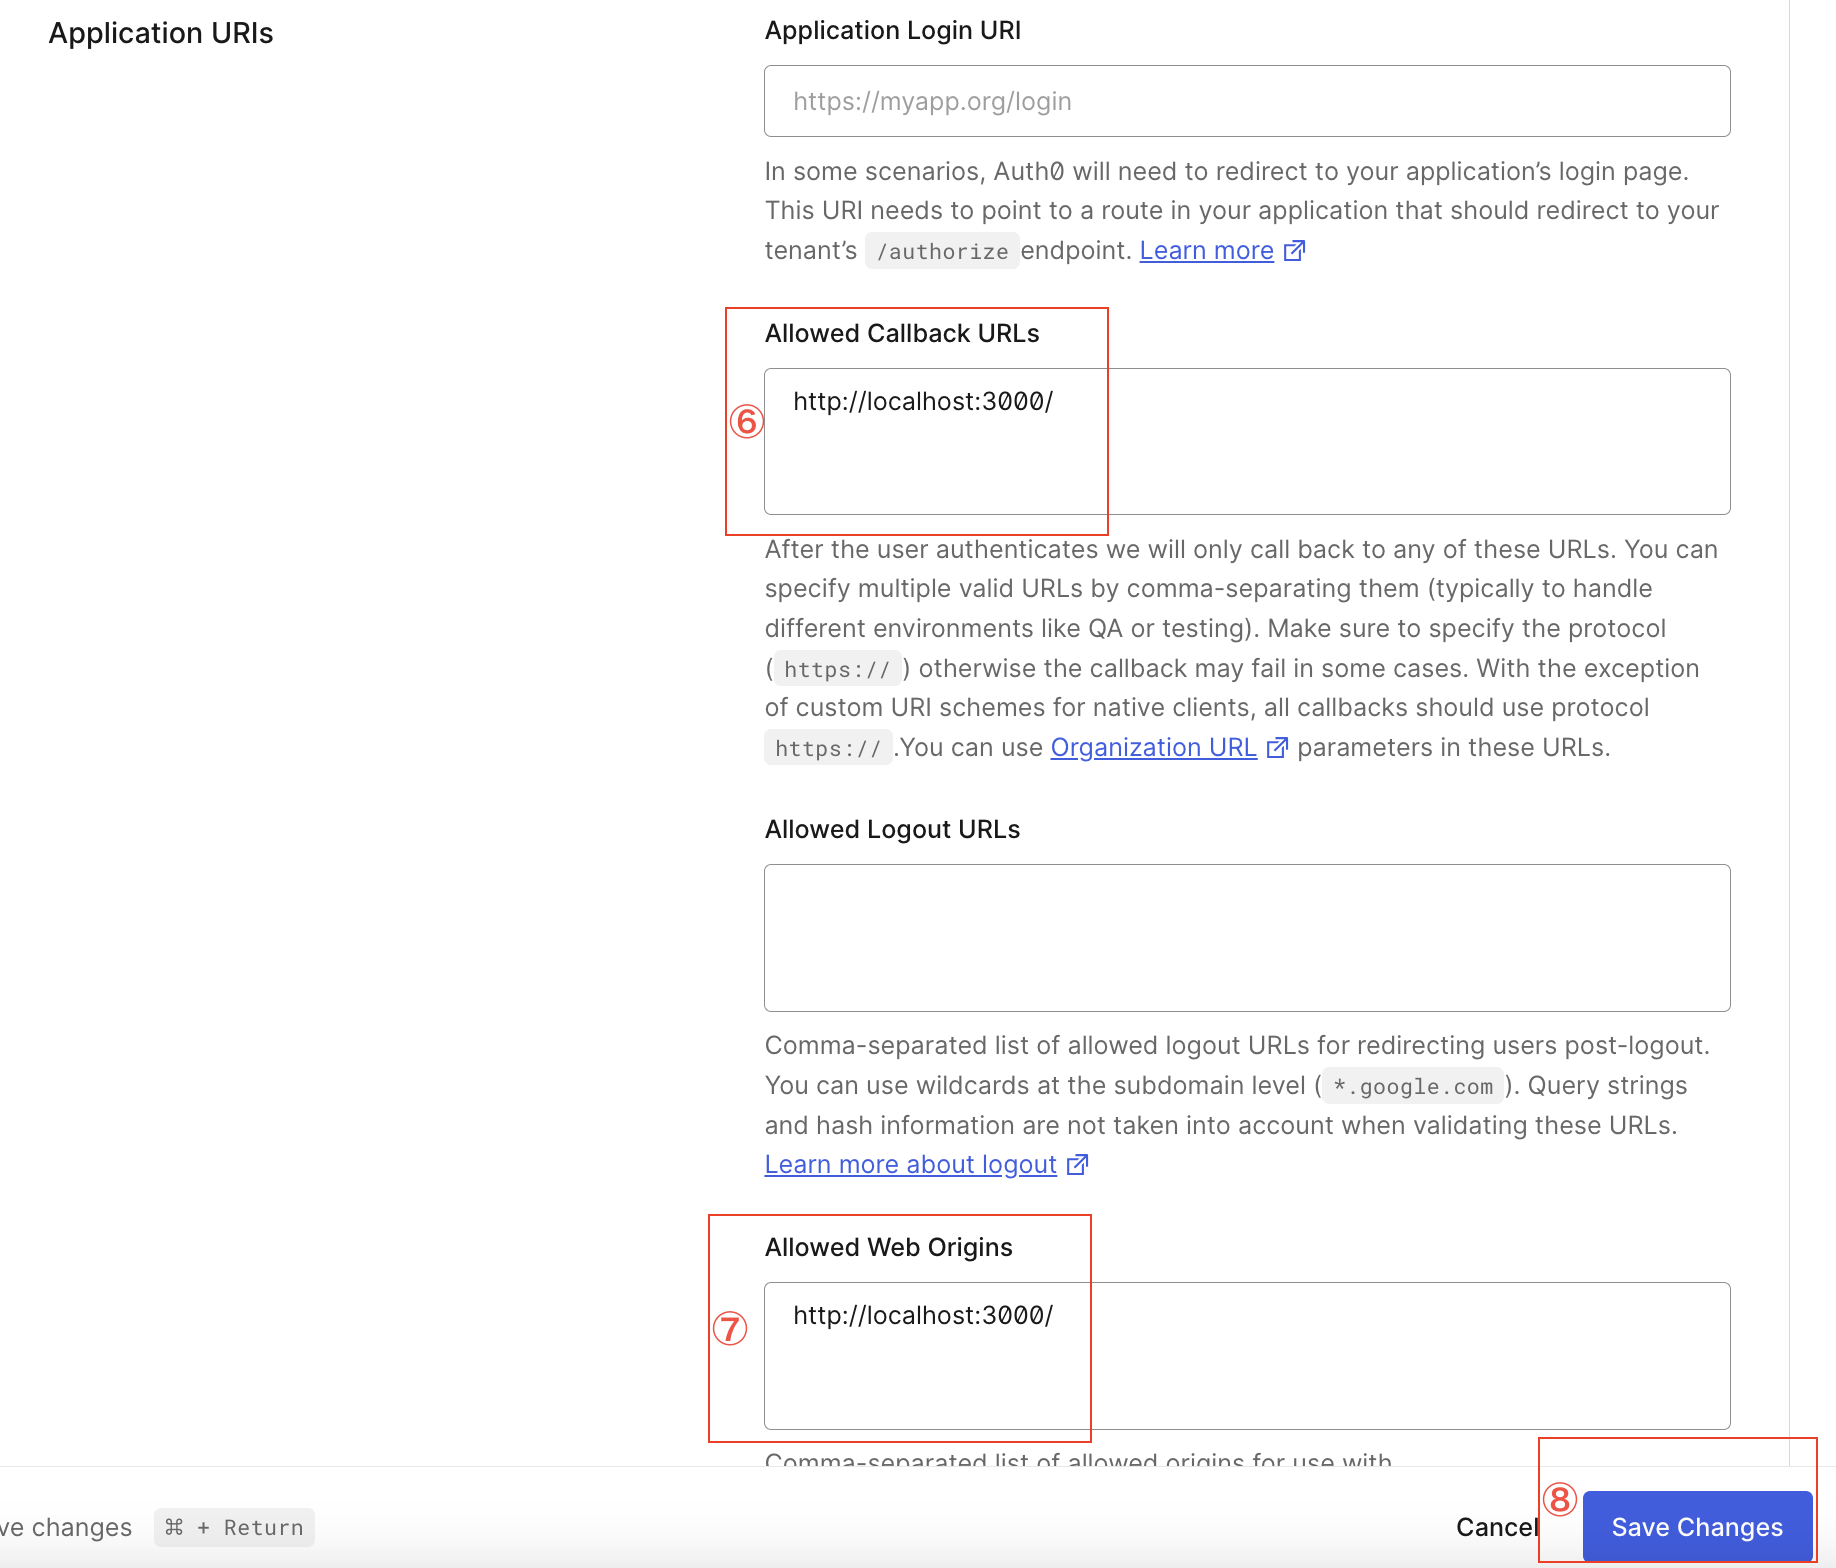 Application URIs
Application Login URI
https://myapp.org/login
In some scenarios, Auth0 will need to redirect to your application’s login page.
This URI needs to point to a route in your application that should redirect to your
tenant’s /authorize endpoint. Learn more
Allowed Callback URLs
⑥
http://localhost:3000/
After the user authenticates we will only call back to any of these URLs. You can
specify multiple valid URLs by comma-separating them (typically to handle
different environments like QA or testing). Make sure to specify the protocol
( https:// ) otherwise the callback may fail in some cases. With the exception
of custom URI schemes for native clients, all callbacks should use protocol
https:// .You can use Organization URL parameters in these URLs.
Allowed Logout URLs
Comma-separated list of allowed logout URLs for redirecting users post-logout.
You can use wildcards at the subdomain level ( *.google.com ). Query strings
and hash information are not taken into account when validating these URLs.
Learn more about logout
Allowed Web Origins
⑦
http://localhost:3000/
Comma-separated list of allowed origins for use with
ve changes ⌘ + Return
Cancel
⑧
Save Changes